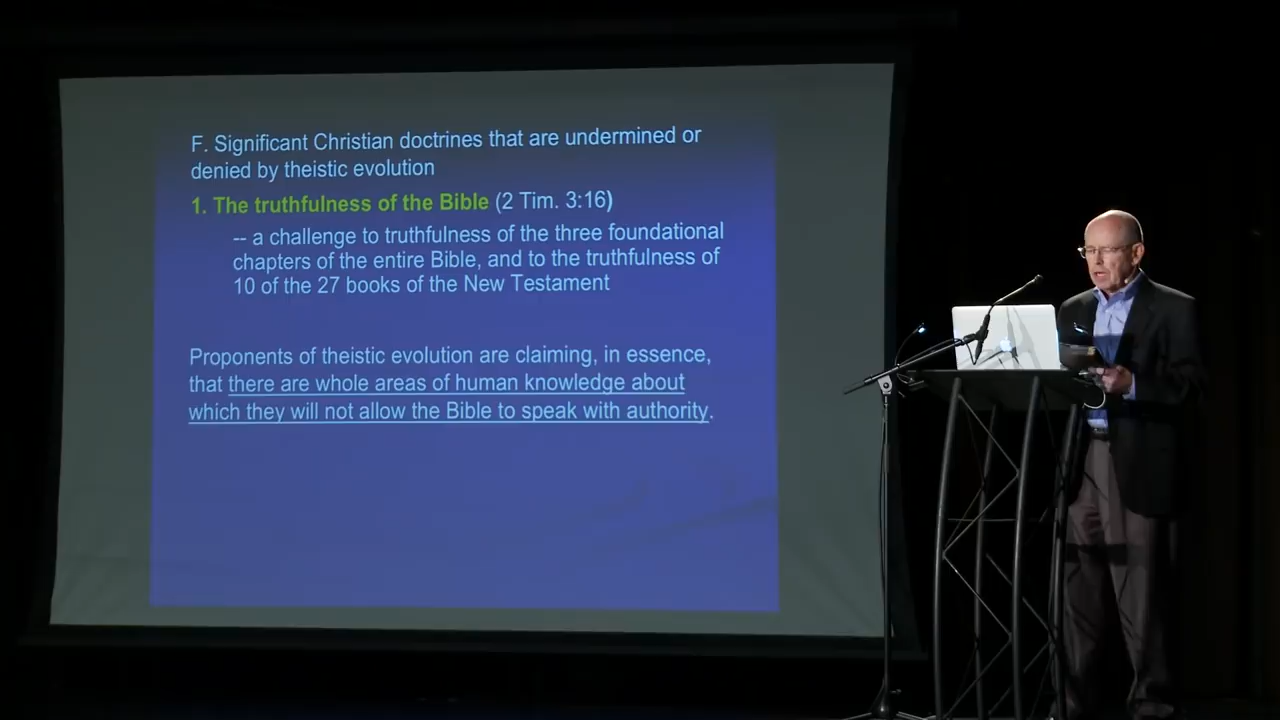 F. Significant Christian doctrines that are undermined or
denied by theistic evolution
1. The truthfulness of the Bible (2 Tim. 3:16)
-- a challenge to truthfulness of the three foundational
chapters of the entire Bible, and to the truthfulness of
10 of the 27 books of the New Testament
Proponents of theistic evolution are claiming, in essence,
that there are whole areas of human knowledge about
which they will not allow the Bible to speak with authority.